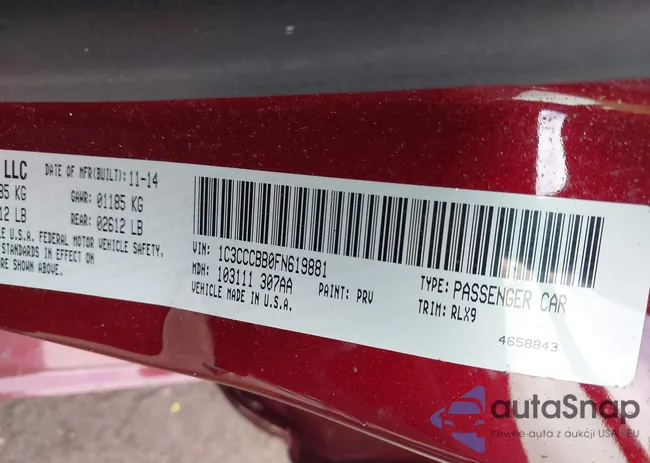 LLC
DATE OF MFR(BUILT): 11-14
85 KG
GAWR: 01185 KG
12 LB
REAR: 02612 LB
E U.S.A. FEDERAL MOTOR VEHICLE SAFETY,
STANDARDS IN EFFECT ON
RE SHOWN ABOVE.
VIN: 1C3CCCBB0FN619881
TYPE: PASSENGER CAR
MDH: 103111 307AA
PAINT: PRV
TRIM: RLX9
VEHICLE MADE IN U.S.A.
4658843
autoSnap
Pewne auta z aukcji USA i EU